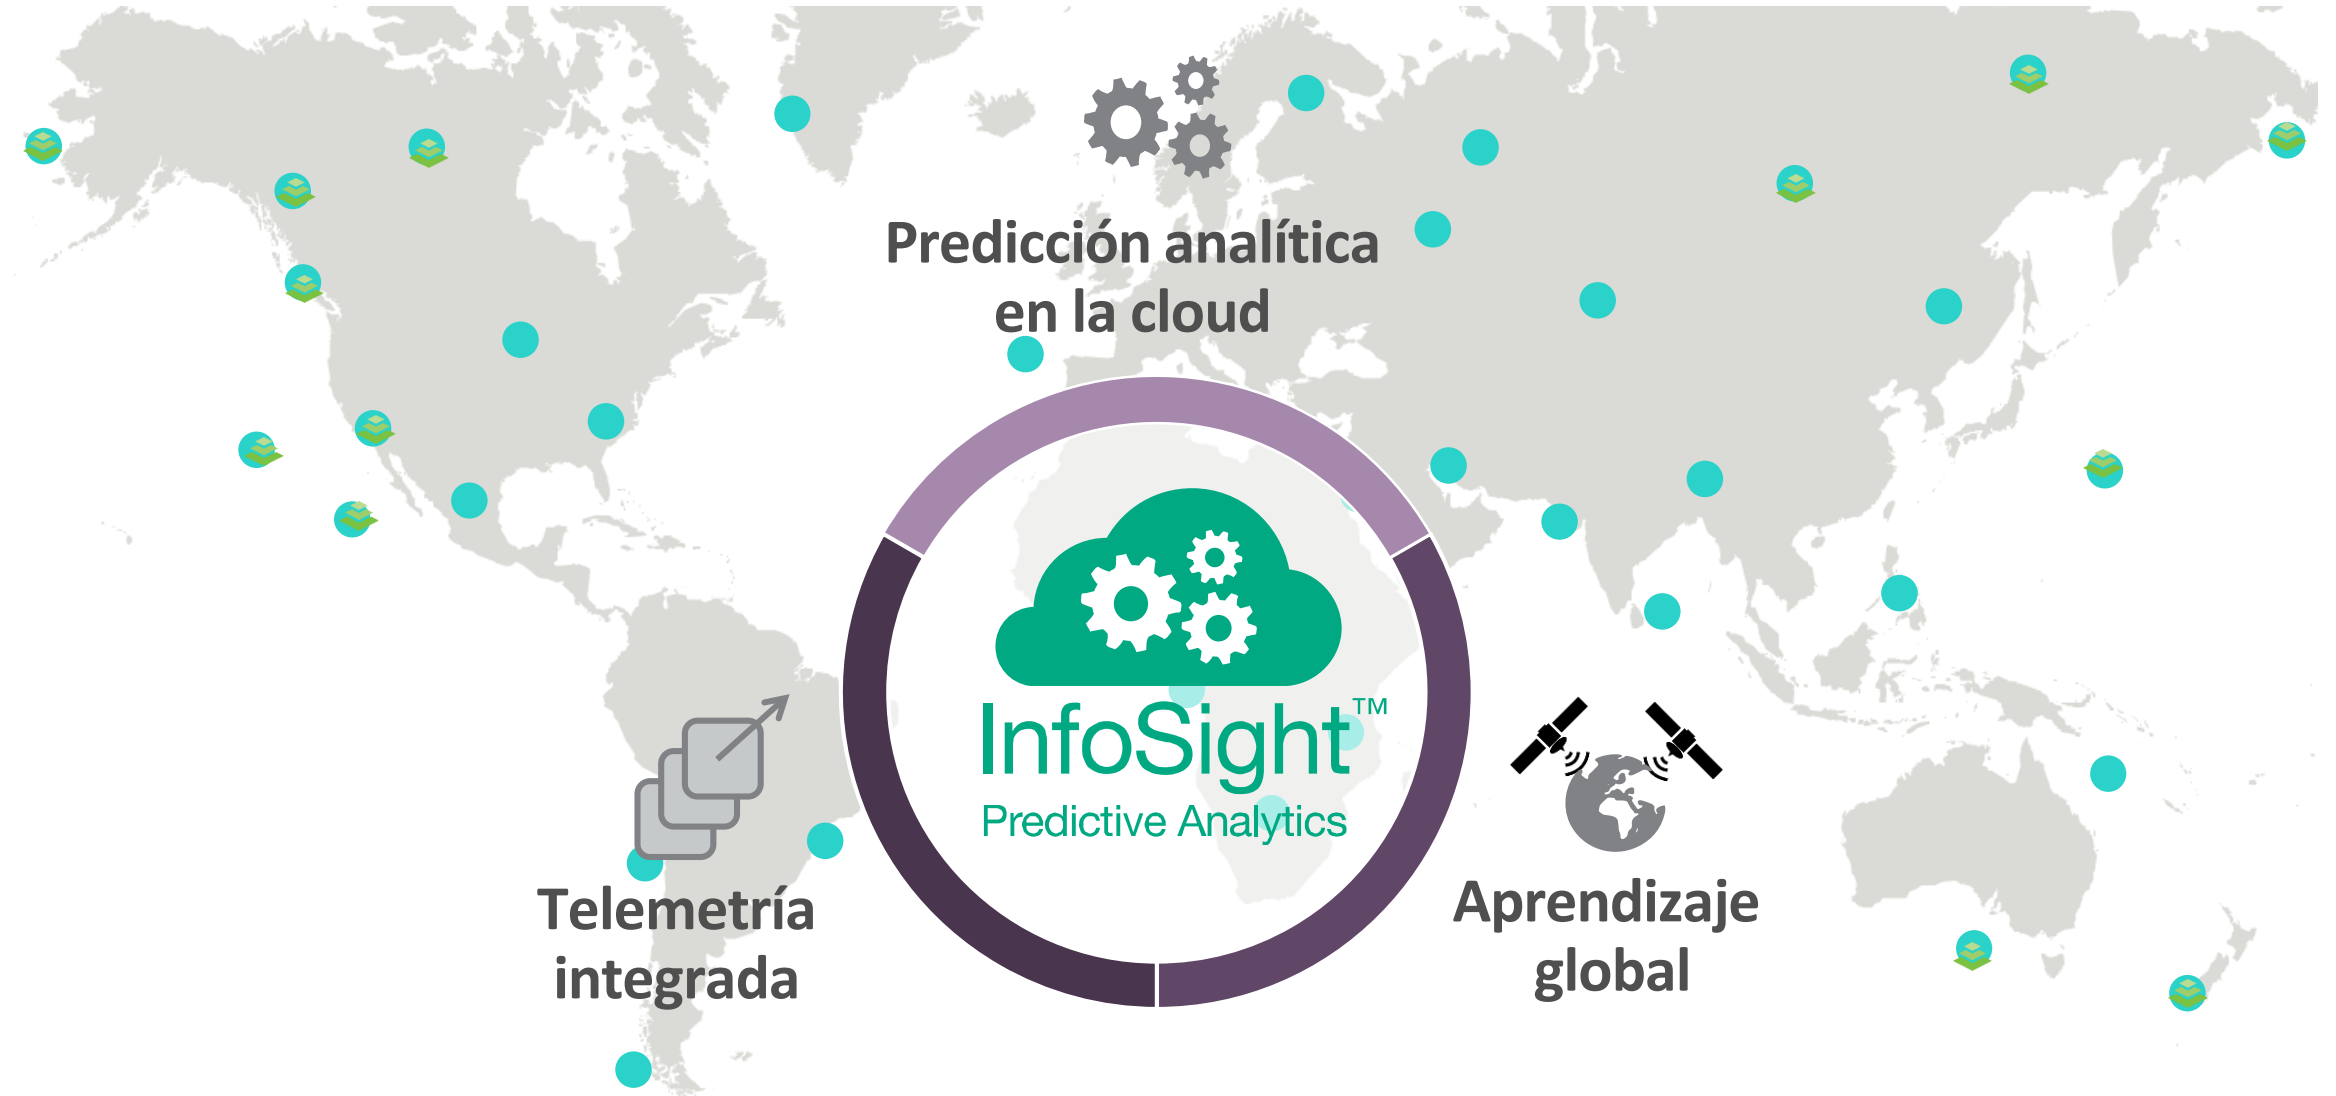 Predicción analítica
en la cloud
InfoSight™
Predictive Analytics
Telemetría
integrada
Aprendizaje
global